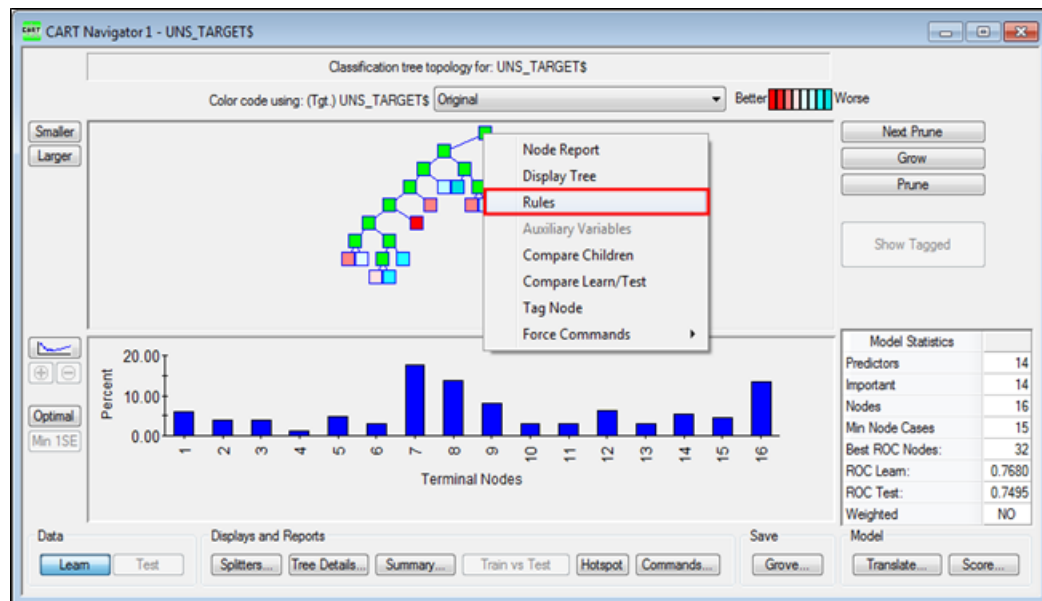 CART CART Navigator 1 - UNS_TARGET$
Classification tree topology for: UNS_TARGET$
Color code using: (Tgt.) UNS_TARGET$ Original Better Worse
Smaller
Larger
Next Prune
Grow
Prune
Show Tagged
Node Report
Display Tree
Rules
Auxiliary Variables
Compare Children
Compare Learn/Test
Tag Node
Force Commands
Optimal
Min 1SE
Percent
20.00
10.00
0.00
1 2 3 4 5 6 7 8 9 10 11 12 13 14 15 16
Terminal Nodes
Model Statistics
Predictors 14
Important 14
Nodes 16
Min Node Cases 15
Best ROC Nodes: 32
ROC Learn: 0.7680
ROC Test: 0.7495
Weighted NO
Data Displays and Reports Save Model
Learn Test Splitters... Tree Details... Summary... Train vs Test Hotspot Commands... Grove... Translate... Score...